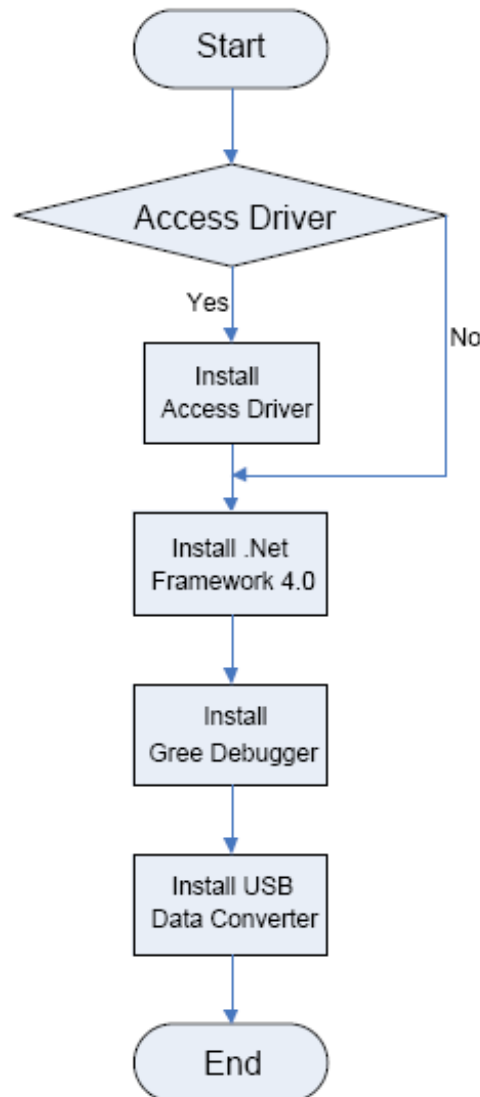 Start
Access Driver
Yes
No
Install
Access Driver
Install .Net
Framework 4.0
Install
Gree Debugger
Install USB
Data Converter
End